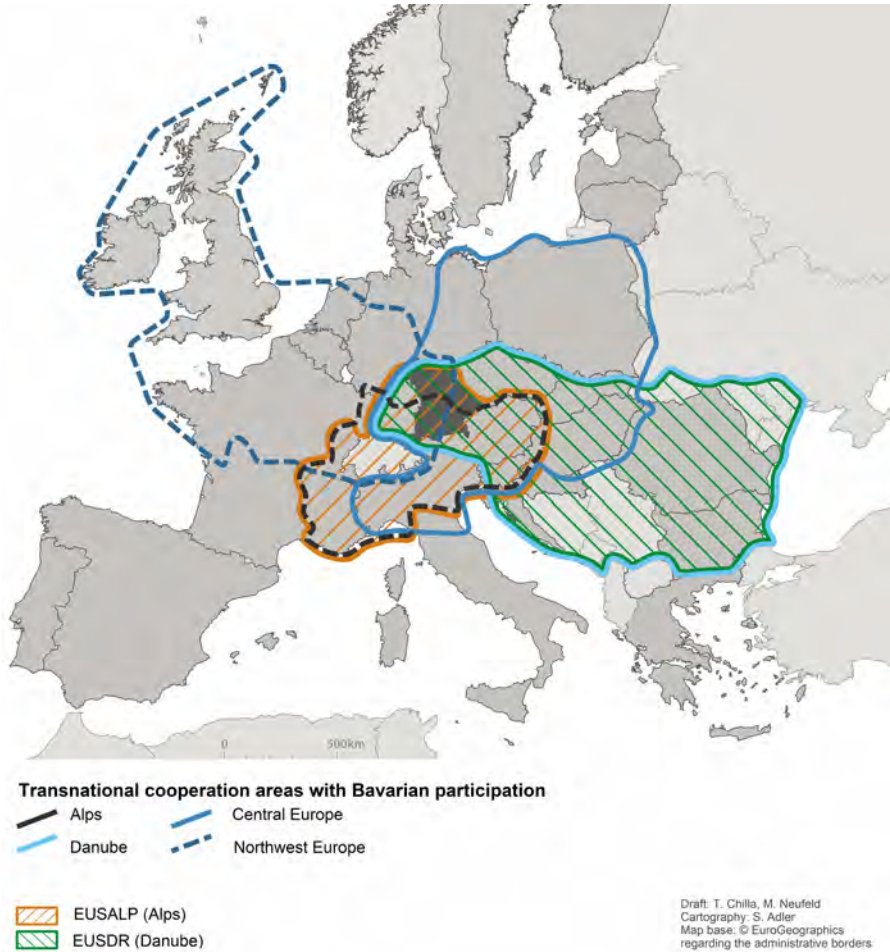 0 500km
Transnational cooperation areas with Bavarian participation
Alps Central Europe
Danube Northwest Europe
EUSALP (Alps)
EUSDR (Danube)
Draft: T. Chilla, M. Neufeld
Cartography: S. Adler
Map base: © EuroGeographics
regarding the administrative borders